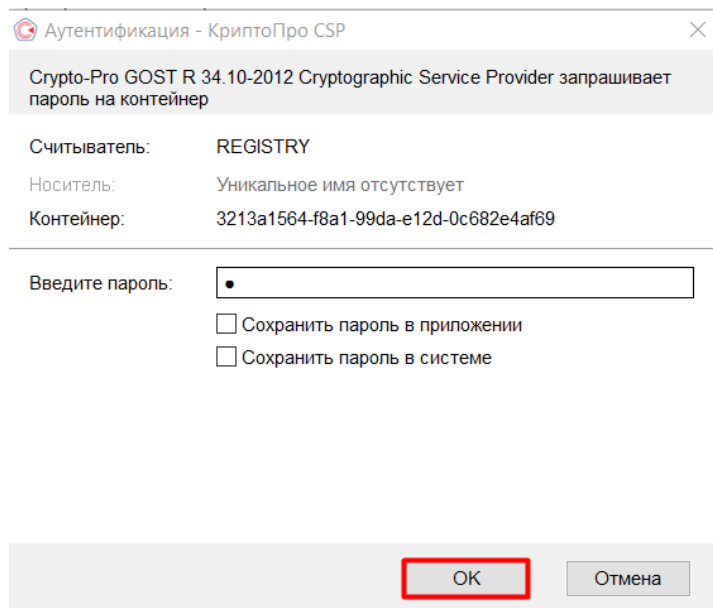 Аутентификация - КриптоПро CSP
Crypto-Pro GOST R 34.10-2012 Cryptographic Service Provider запрашивает
пароль на контейнер
Считыватель: REGISTRY
Носитель: Уникальное имя отсутствует
Контейнер: 3213a1564-f8a1-99da-e12d-0c682e4af69
Введите пароль: ●
Сохранить пароль в приложении
Сохранить пароль в системе
OK Отмена